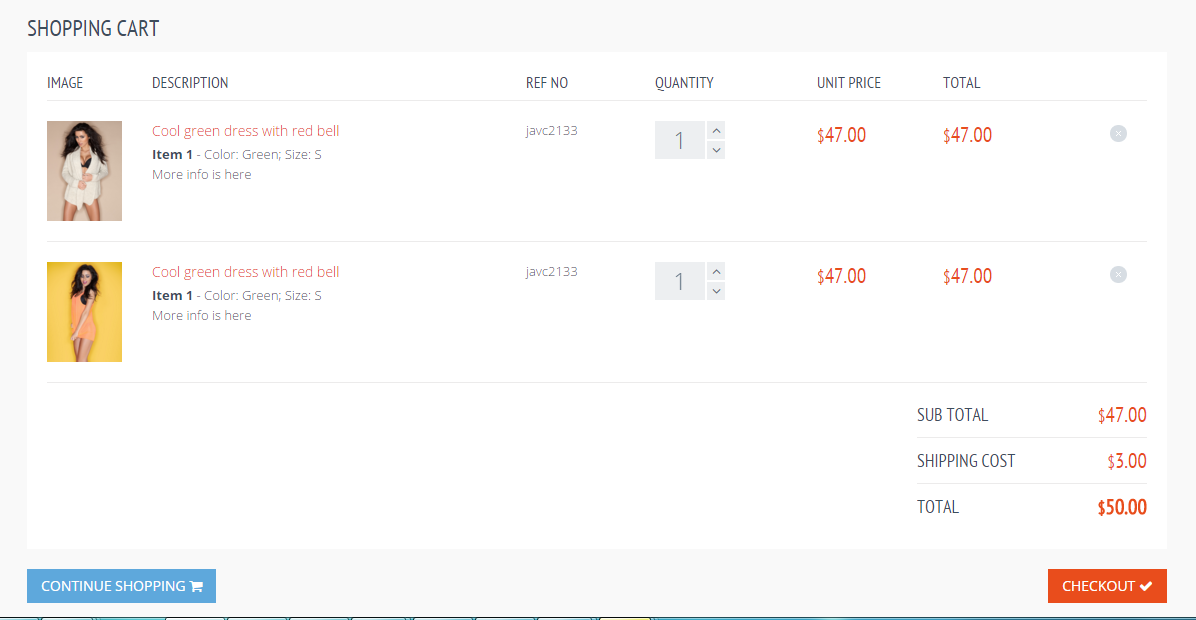 SHOPPING CART
IMAGE DESCRIPTION REF NO QUANTITY UNIT PRICE TOTAL
Cool green dress with red bell javc2133 1 $47.00 $47.00
Item 1 - Color: Green; Size: S
More info is here
Cool green dress with red bell javc2133 1 $47.00 $47.00
Item 1 - Color: Green; Size: S
More info is here
SUB TOTAL $47.00
SHIPPING COST $3.00
TOTAL $50.00
CONTINUE SHOPPING CHECKOUT